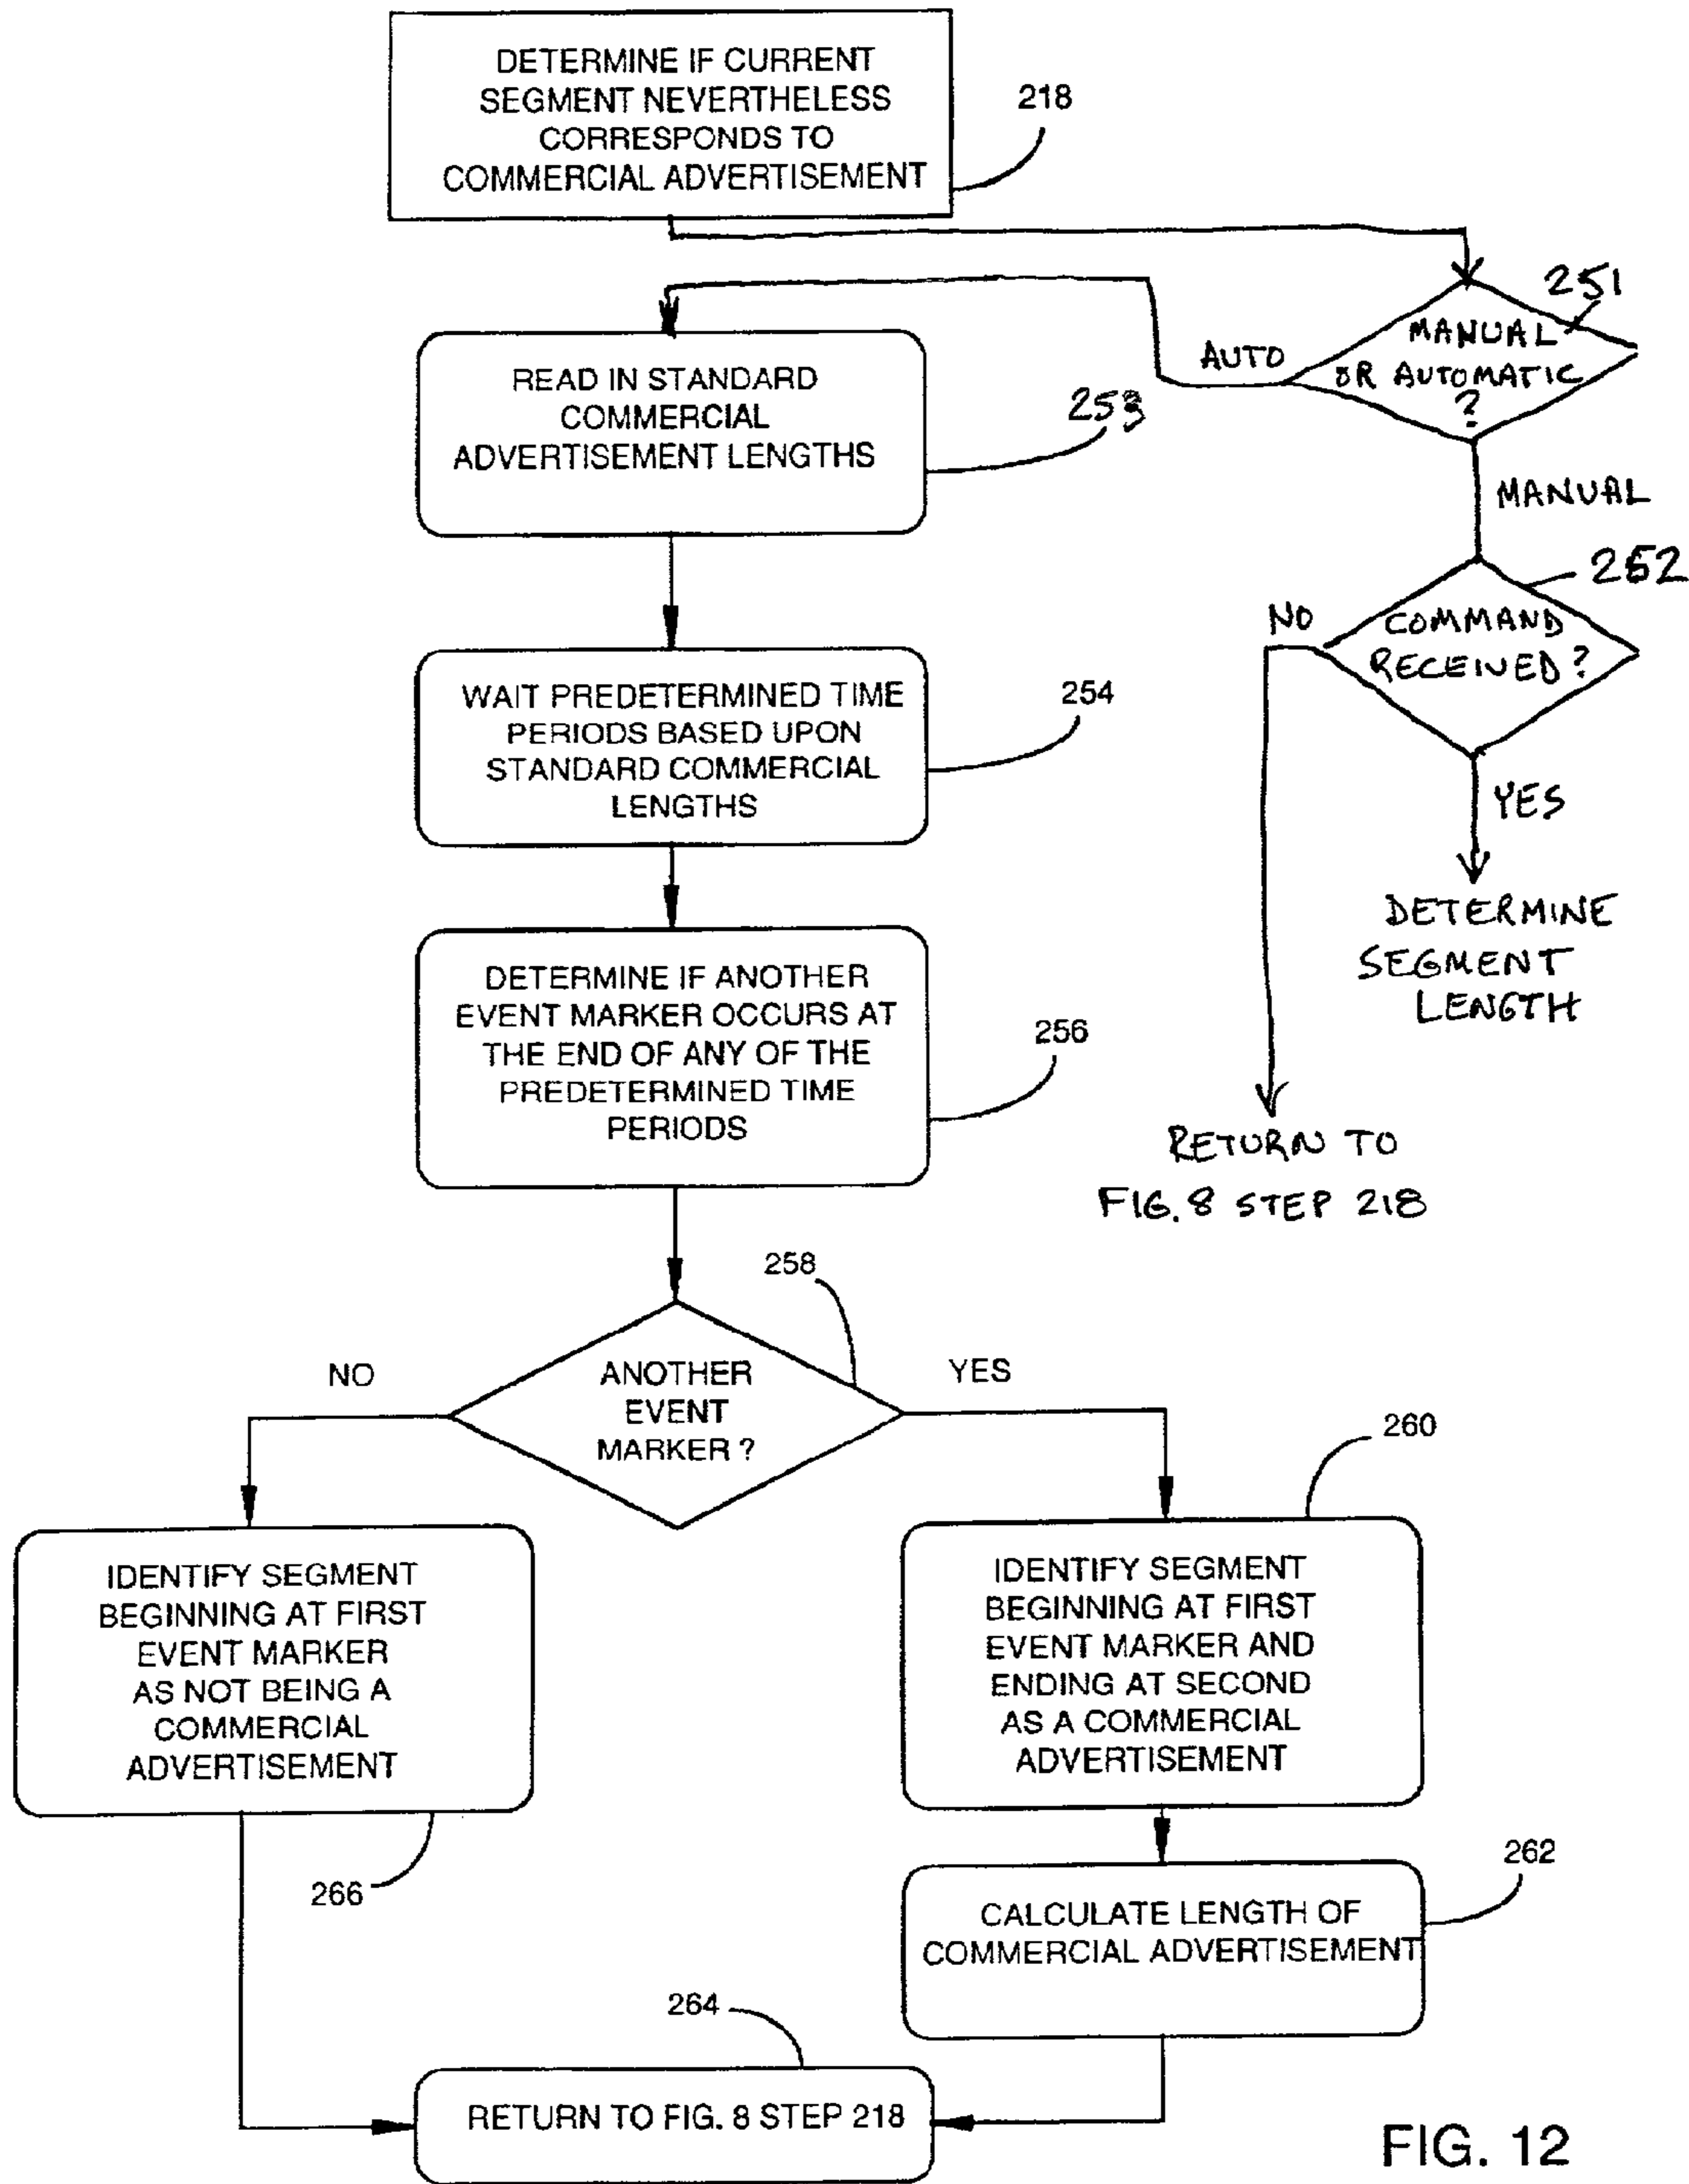 DETERMINE IF CURRENT
SEGMENT NEVERTHELESS
CORRESPONDS TO
COMMERCIAL ADVERTISEMENT
218
251
MANUAL
OR AUTOMATIC
?
AUTO
READ IN STANDARD
COMMERCIAL
ADVERTISEMENT LENGTHS
253
MANUAL
252
NO
COMMAND
RECEIVED?
YES
DETERMINE
SEGMENT
LENGTH
RETURN TO
FIG. 8 STEP 218
WAIT PREDETERMINED TIME
PERIODS BASED UPON
STANDARD COMMERCIAL
LENGTHS
254
DETERMINE IF ANOTHER
EVENT MARKER OCCURS AT
THE END OF ANY OF THE
PREDETERMINED TIME
PERIODS
256
258
NO
ANOTHER
EVENT
MARKER ?
YES
260
IDENTIFY SEGMENT
BEGINNING AT FIRST
EVENT MARKER
AS NOT BEING A
COMMERCIAL
ADVERTISEMENT
266
IDENTIFY SEGMENT
BEGINNING AT FIRST
EVENT MARKER AND
ENDING AT SECOND
AS A COMMERCIAL
ADVERTISEMENT
262
CALCULATE LENGTH OF
COMMERCIAL ADVERTISEMENT
264
RETURN TO FIG. 8 STEP 218
FIG. 12